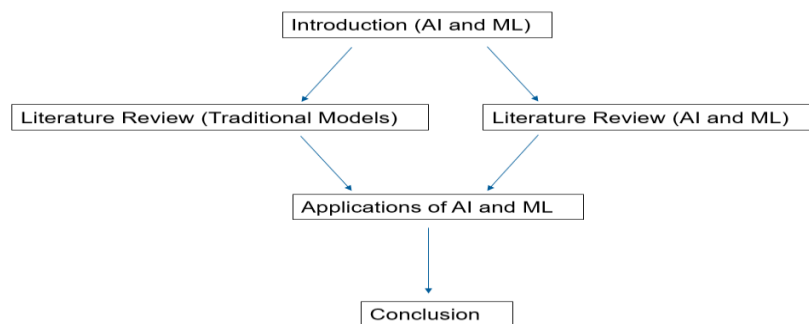 Introduction (AI and ML)
Literature Review (Traditional Models)
Literature Review (AI and ML)
Applications of AI and ML
Conclusion